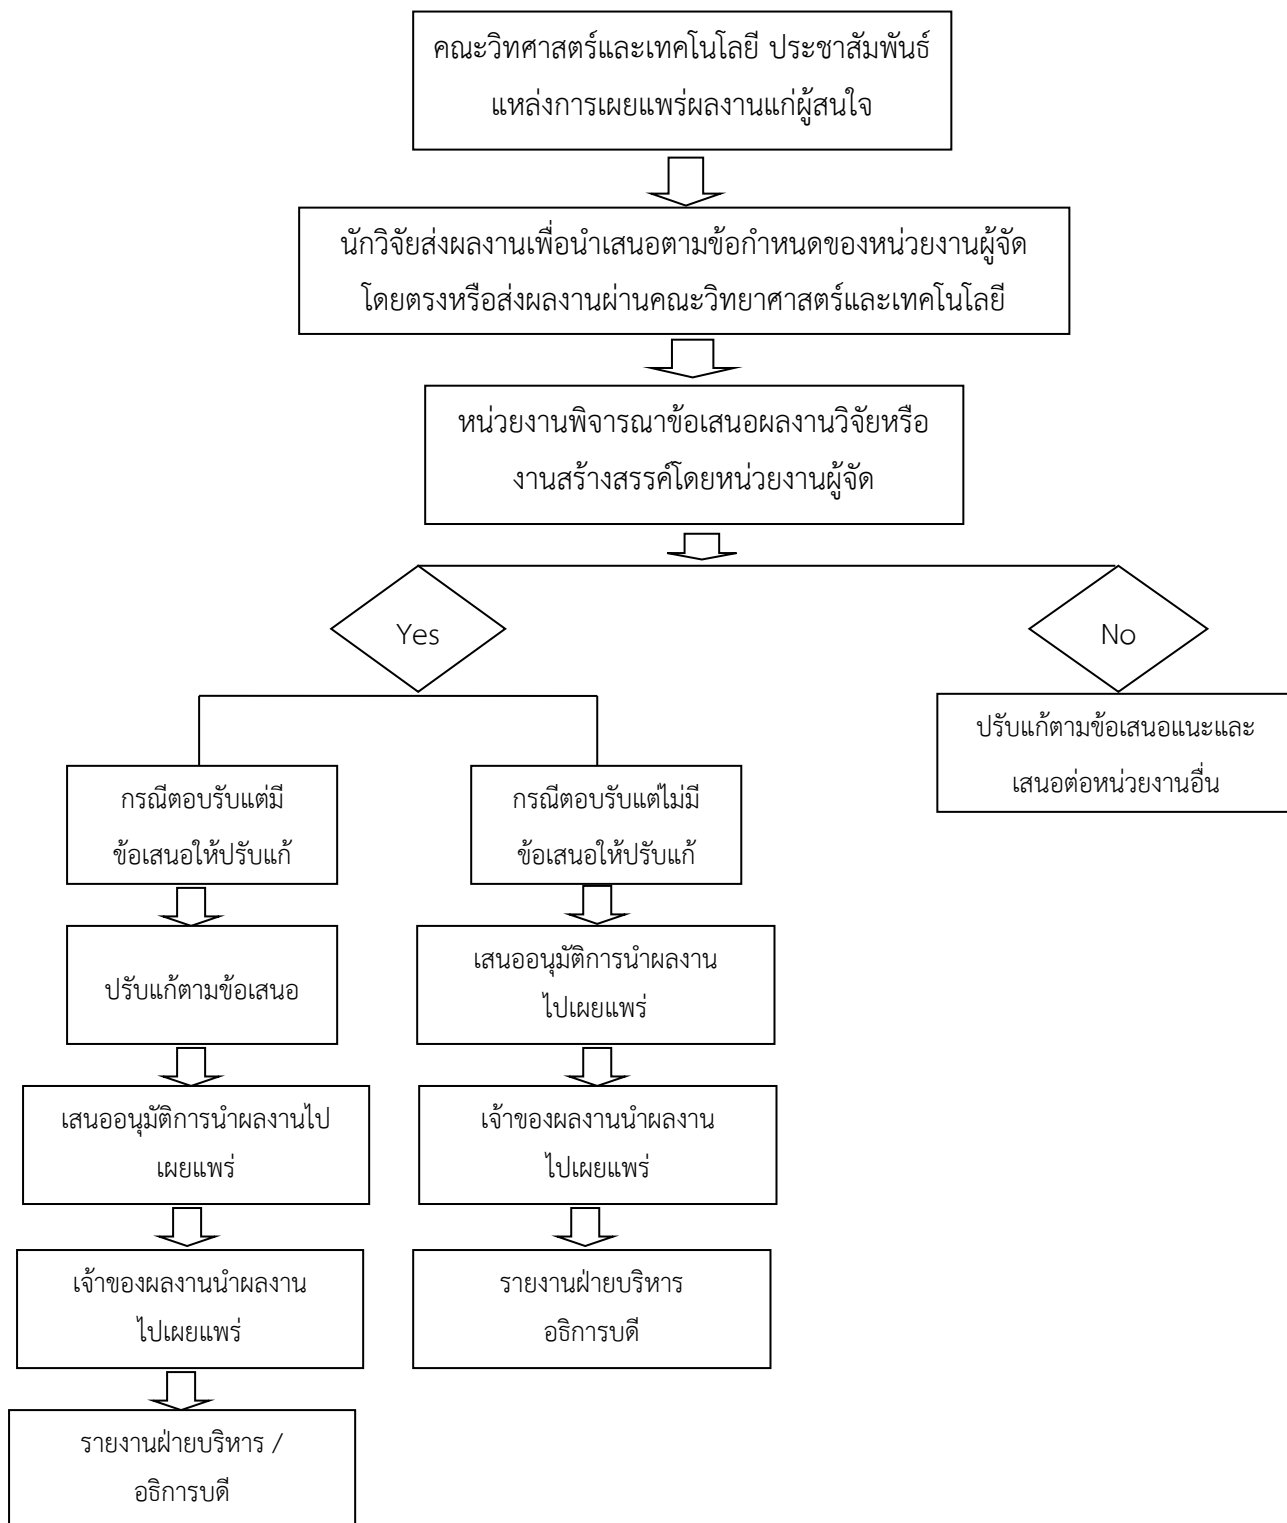 คณะวิทศาสตร์และเทคโนโลยี ประชาสัมพันธ์
แหล่งการเผยแพร่ผลงานแก่ผู้สนใจ
นักวิจัยส่งผลงานเพื่อนำเสนอตามข้อกำหนดของหน่วยงานผู้จัด
โดยตรงหรือส่งผลงานผ่านคณะวิทยาศาสตร์และเทคโนโลยี
หน่วยงานพิจารณาข้อเสนอผลงานวิจัยหรือ
งานสร้างสรรค์โดยหน่วยงานผู้จัด
Yes
No
ปรับแก้ตามข้อเสนอแนะและ
เสนอต่อหน่วยงานอื่น
กรณีตอบรับแต่มี
ข้อเสนอให้ปรับแก้
ปรับแก้ตามข้อเสนอ
เสนออนุมัติการนำผลงานไป
เผยแพร่
เจ้าของผลงานนำผลงาน
ไปเผยแพร่
รายงานฝ่ายบริหาร /
อธิการบดี
กรณีตอบรับแต่ไม่มี
ข้อเสนอให้ปรับแก้
เสนออนุมัติการนำผลงาน
ไปเผยแพร่
เจ้าของผลงานนำผลงาน
ไปเผยแพร่
รายงานฝ่ายบริหาร
อธิการบดี